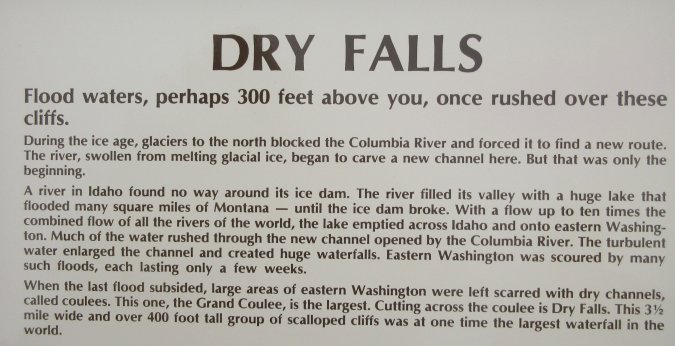 DRY FALLS
Flood waters, perhaps 300 feet above you, once rushed over these
cliffs.
During the ice age, glaciers to the north blocked the Columbia River and forced it to find a new route.
The river, swollen from melting glacial ice, began to carve a new channel here. But that was only the
beginning.
A river in Idaho found no way around its ice dam. The river filled its valley with a huge lake that
flooded many square miles of Montana — until the ice dam broke. With a flow up to ten times the
combined flow of all the rivers of the world, the lake emptied across Idaho and onto eastern Washing-
ton. Much of the water rushed through the new channel opened by the Columbia River. The turbulent
water enlarged the channel and created huge waterfalls. Eastern Washington was scoured by many
such floods, each lasting only a few weeks.
When the last flood subsided, large areas of eastern Washington were left scarred with dry channels,
called coulees. This one, the Grand Coulee, is the largest. Cutting across the coulee is Dry Falls. This 3½
mile wide and over 400 foot tall group of scalloped cliffs was at one time the largest waterfall in the
world.